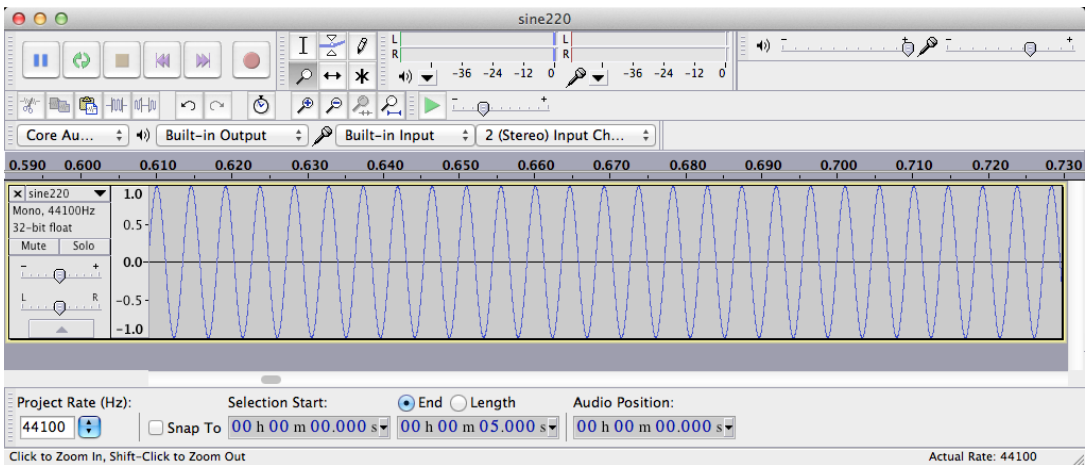 sine220
L
R
-36 -24 -12 0
L
R
-36 -24 -12 0
Core Au... Built-in Output Built-in Input 2 (Stereo) Input Ch...
0.590 0.600 0.610 0.620 0.630 0.640 0.650 0.660 0.670 0.680 0.690 0.700 0.710 0.720 0.730
x sine220
Mono, 44100Hz
32-bit float
Mute Solo
- +
L R
1.0
0.5-
0.0-
-0.5-
-1.0
Project Rate (Hz): Selection Start: End Length Audio Position:
44100 Snap To 00 h 00 m 00.000 s 00 h 00 m 05.000 s 00 h 00 m 00.000 s
Click to Zoom In, Shift-Click to Zoom Out Actual Rate: 44100